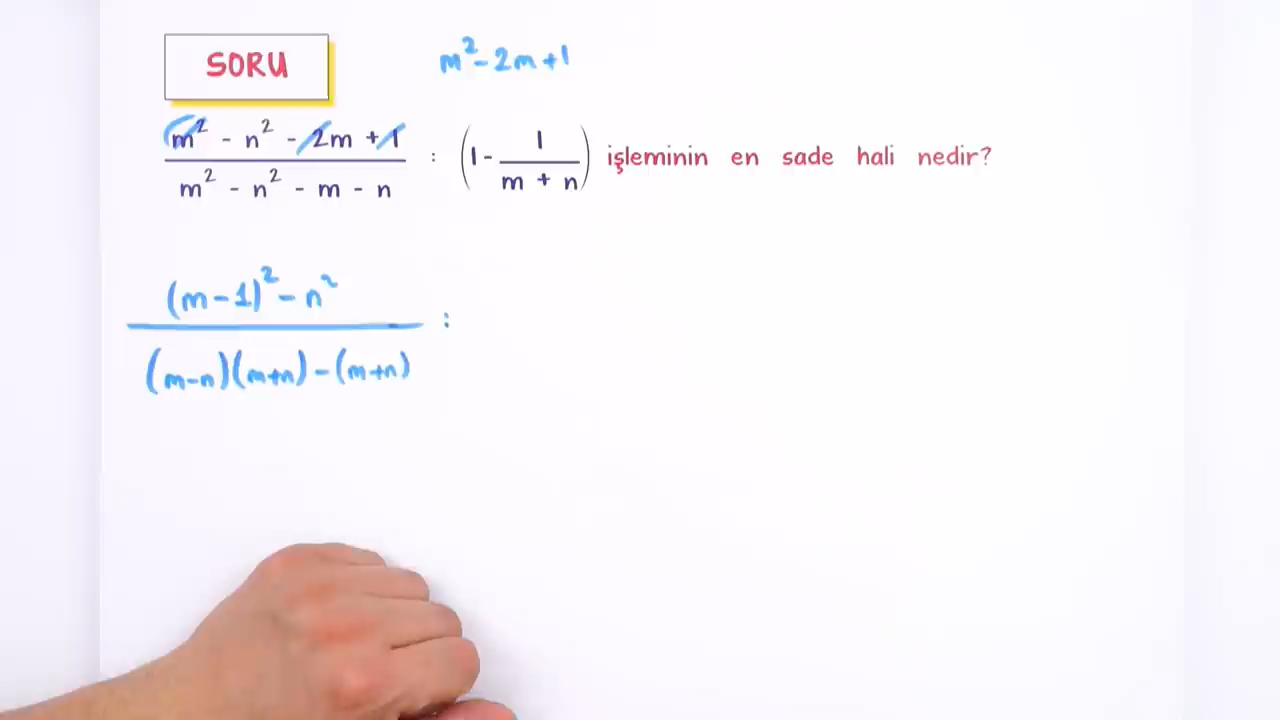 SORU
m² - 2m + 1
m² - n² - 2m + 1
m² - n² - m - n
: (1 - 1 / (m + n)) işleminin en sade hali nedir?
(m - 1)² - n²
(m-n)(m+n) - (m+n)
: